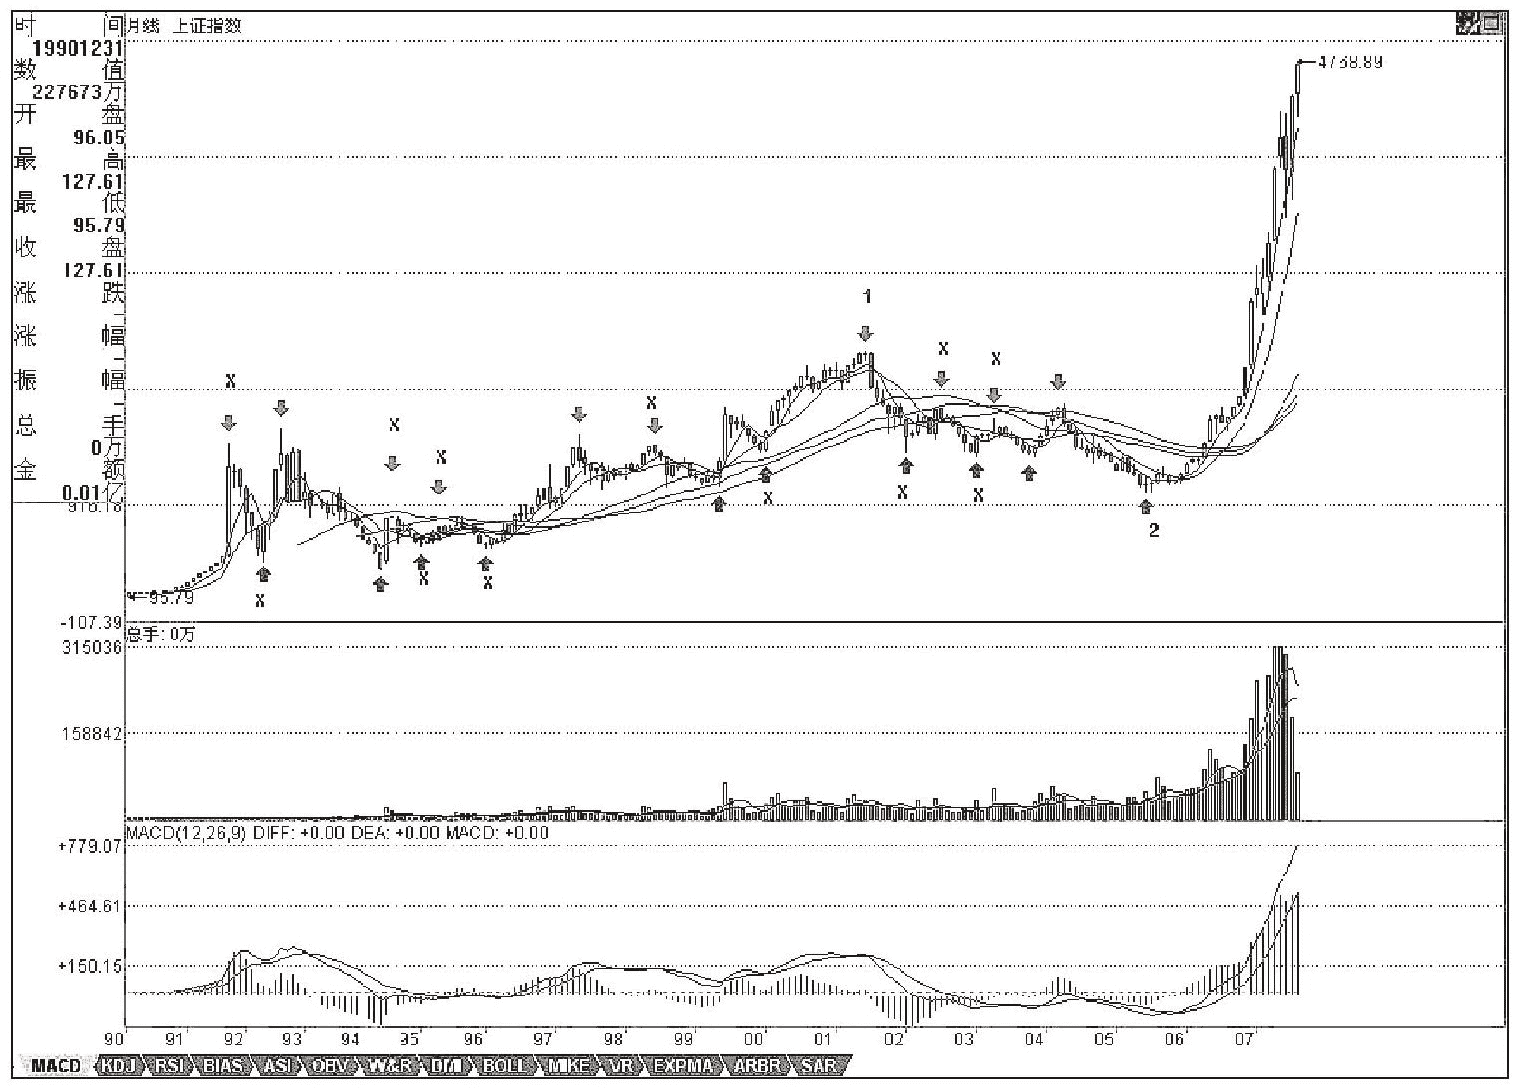 时 间
月线 上证指数
19901231
数 值
227673万
开 盘
96.05
最 高
127.61
最 低
95.79
收 盘
127.61
涨 跌
涨 幅
振 幅
总 手
0万
金 额
0.01亿
4738.89
1
X
X
X
X
X
X
X
X
X
X
X
X
X
2
95.79
-107.39
总手: 0万
315036
158842
MACD(12,26,9) DIFF: +0.00 DEA: +0.00 MACD: +0.00
+779.07
+464.61
+150.15
90 91 92 93 94 95 96 97 98 99 00 01 02 03 04 05 06 07
MACD KDJ RSI BIAS ASI OBV W&R DMI BOLL MIKE VR EXPMA ARBR SAR